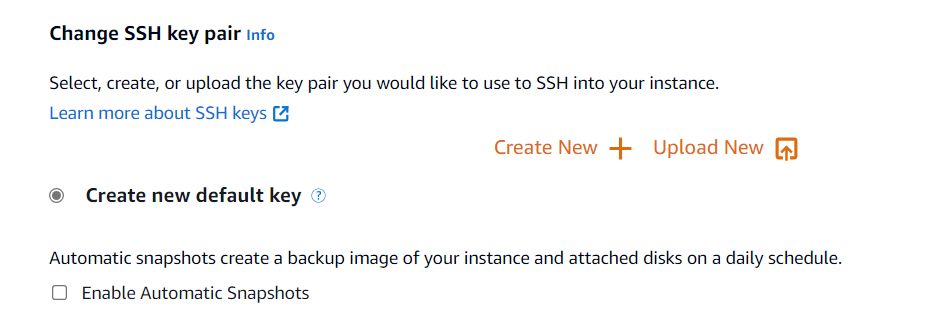 Change SSH key pair Info
Select, create, or upload the key pair you would like to use to SSH into your instance.
Learn more about SSH keys
Create New Upload New
Create new default key ?
Automatic snapshots create a backup image of your instance and attached disks on a daily schedule.
Enable Automatic Snapshots